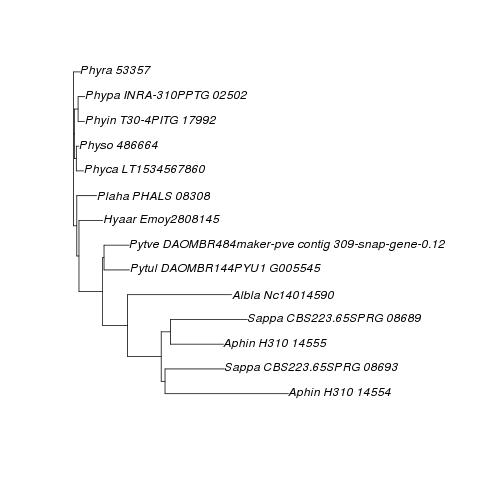 Phyra 53357
Phypa INRA-310PPTG 02502
Phyin T30-4PITG 17992
Physo 486664
Phyca LT1534567860
Plaha PHALS 08308
Hyaar Emoy2808145
Pytve DAOMBR484maker-pve contig 309-snap-gene-0.12
Pytul DAOMBR144PYU1 G005545
Albla Nc14014590
Sappa CBS223.65SPRG 08689
Aphin H310 14555
Sappa CBS223.65SPRG 08693
Aphin H310 14554